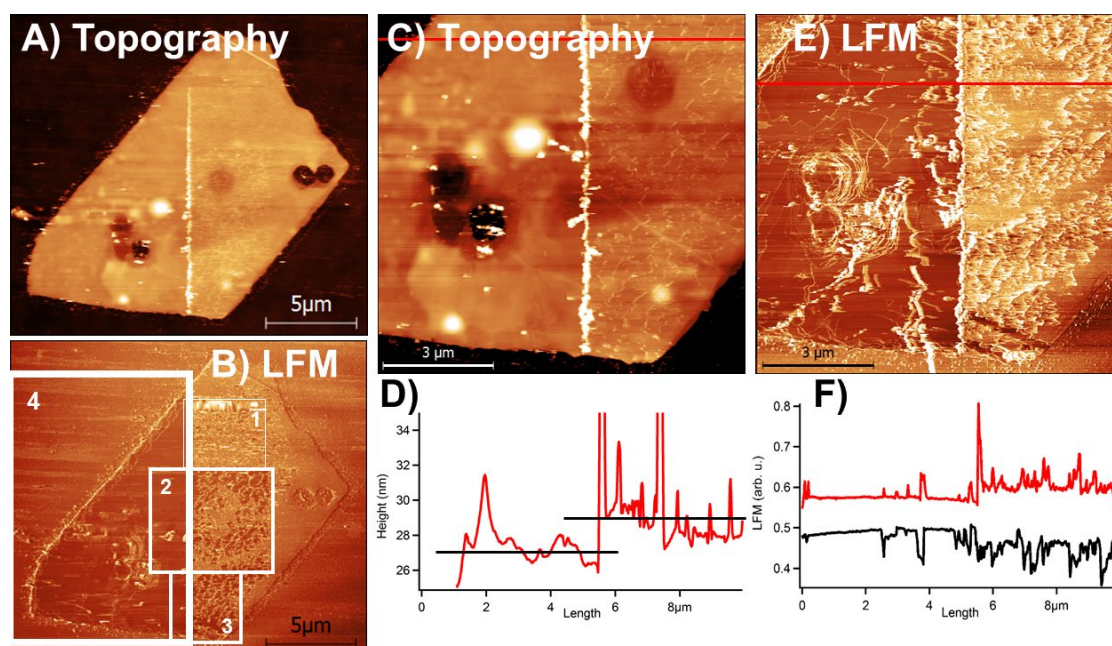 A) Topography
5µm
B) LFM
4
1
2
3
5µm
C) Topography
3 µm
D)
Height (nm)
34
32
30
28
26
0
2
4
6
8µm
Length
E) LFM
3 µm
F)
LFM (arb. u.)
0.8
0.7
0.6
0.5
0.4
0
2
4
6
8µm
Length